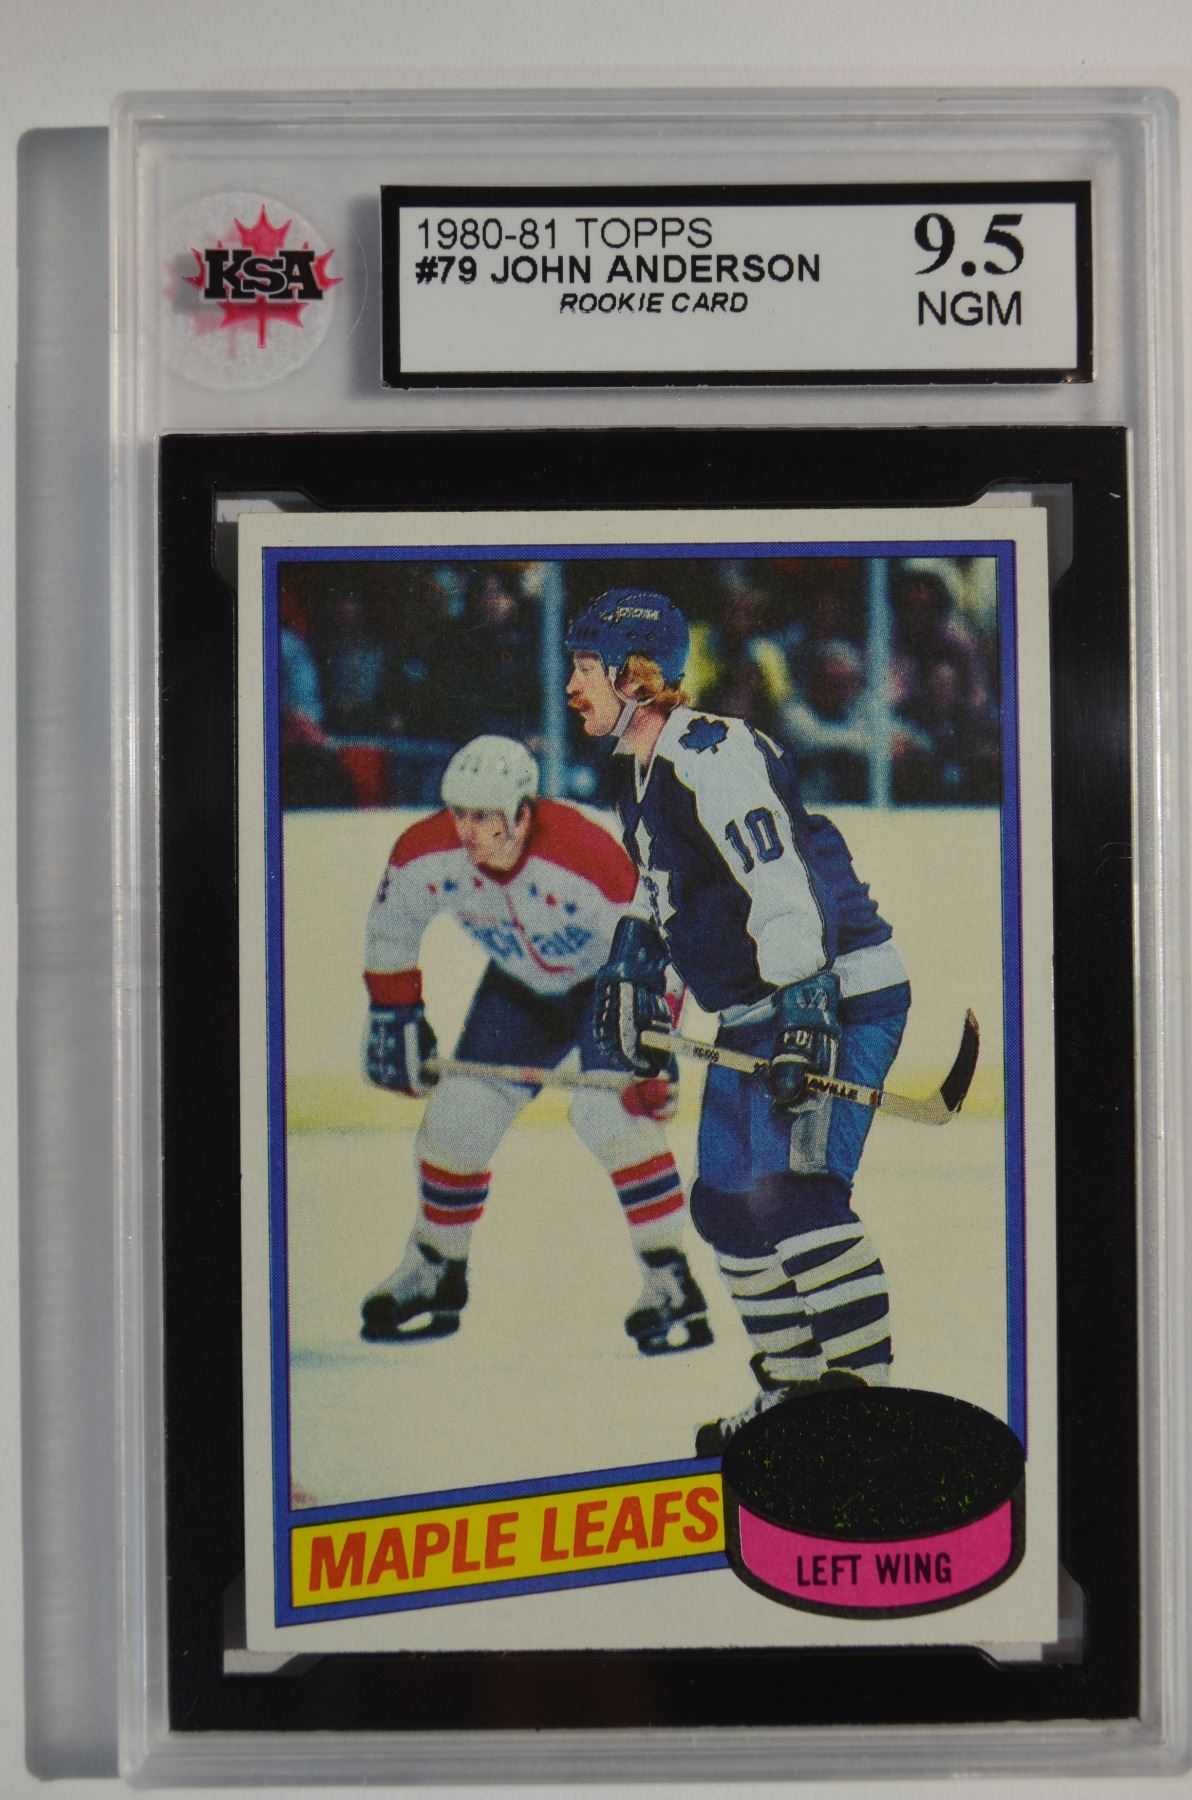 KSA
1980-81 TOPPS
#79 JOHN ANDERSON
ROOKIE CARD
9.5
NGM
10
MAPLE LEAFS
LEFT WING